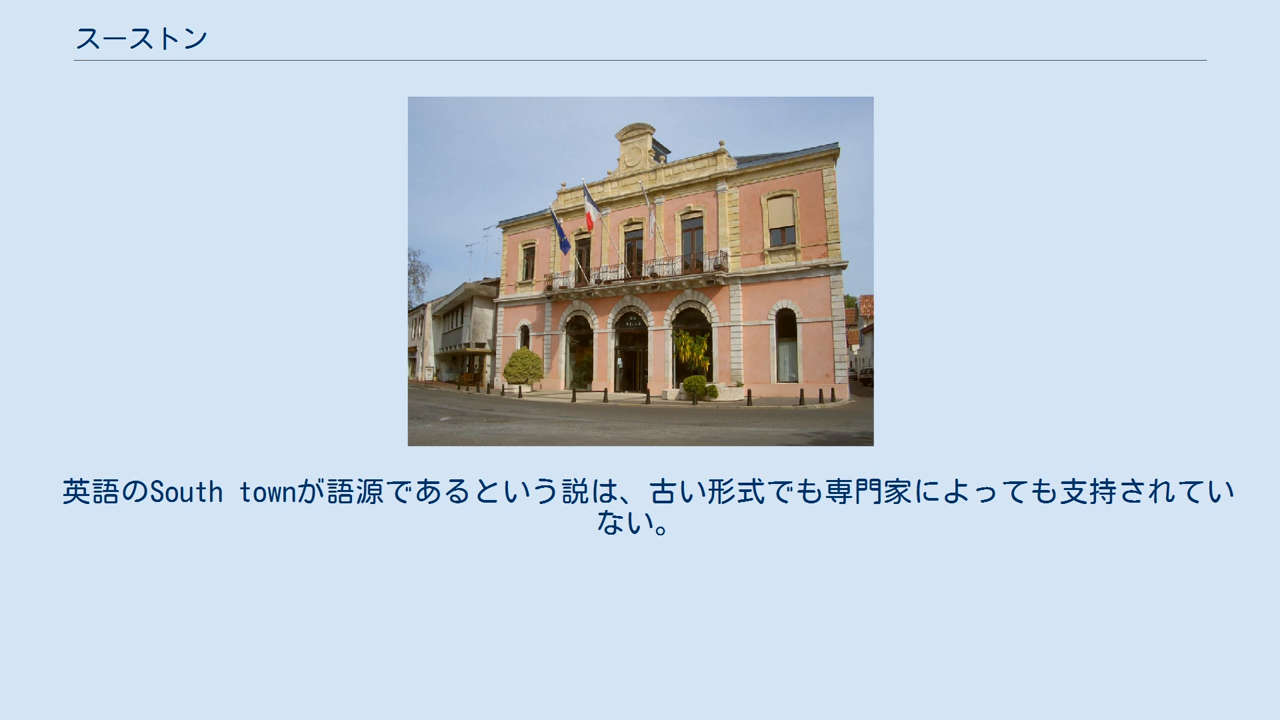 スーストン
英語のSouth townが語源であるという説は、古い形式でも専門家によっても支持されてい
ない。